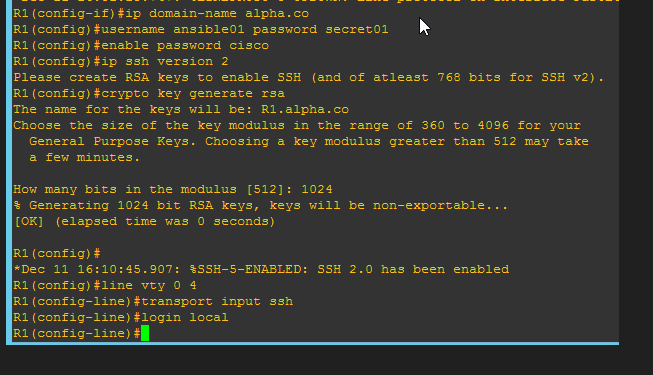 R1(config-if)#ip domain-name alpha.co
R1(config)#username ansible01 password secret01
R1(config)#enable password cisco
R1(config)#ip ssh version 2
Please create RSA keys to enable SSH (and of atleast 768 bits for SSH v2).
R1(config)#crypto key generate rsa
The name for the keys will be: R1.alpha.co
Choose the size of the key modulus in the range of 360 to 4096 for your
  General Purpose Keys. Choosing a key modulus greater than 512 may take
  a few minutes.
How many bits in the modulus [512]: 1024
% Generating 1024 bit RSA keys, keys will be non-exportable...
[OK] (elapsed time was 0 seconds)
R1(config)#
*Dec 11 16:10:45.907: %SSH-5-ENABLED: SSH 2.0 has been enabled
R1(config)#line vty 0 4
R1(config-line)#transport input ssh
R1(config-line)#login local
R1(config-line)#